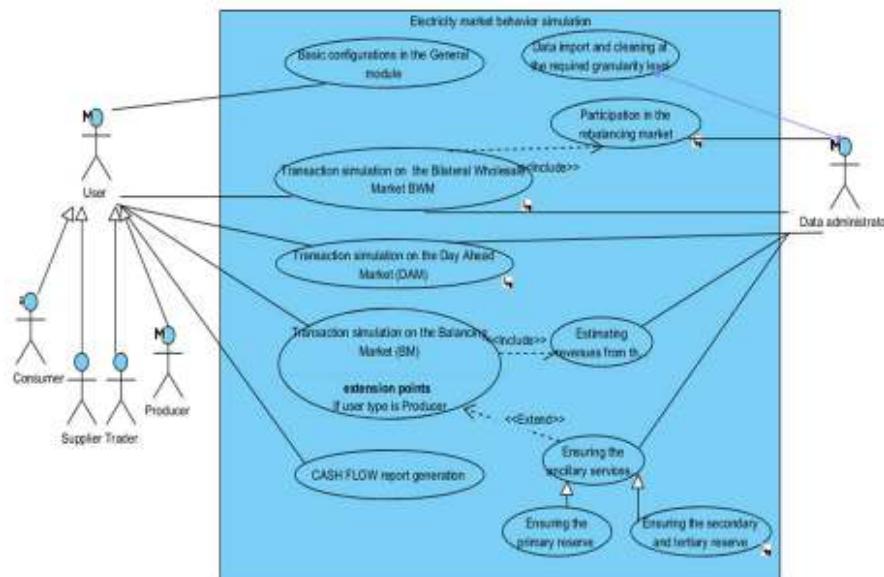 Electricity market behavior simulation
Basic configurations in the General
module
Data import and cleaning at
the required granularity level
Participation in the
rebalancing market
M
User
M
Data administrator
<<Include>>
Transaction simulation on the Bilateral Wholesale
Market BWM
Transaction simulation on the Day Ahead
Market (DAM)
Transaction simulation on the Balancing
Market (BM)
extension points
If user type is Producer
<<Include>>
Estimating
revenues from th...
<<Extend>>
Consumer
Supplier
Trader
M
Producer
CASH FLOW report generation
Ensuring the
ancillary services
Ensuring the
primary reserve
Ensuring the secondary
and tertiary reserve